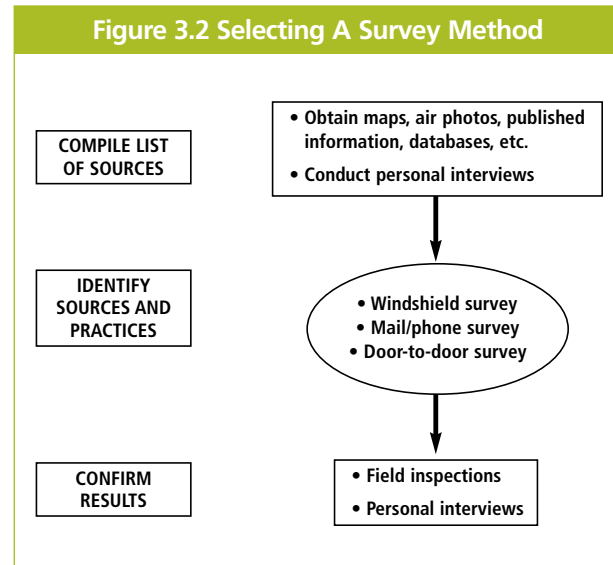 Figure 3.2 Selecting A Survey Method
COMPILE LIST
OF SOURCES
• Obtain maps, air photos, published
information, databases, etc.
• Conduct personal interviews
IDENTIFY
SOURCES AND
PRACTICES
• Windshield survey
• Mail/phone survey
• Door-to-door survey
CONFIRM
RESULTS
• Field inspections
• Personal interviews